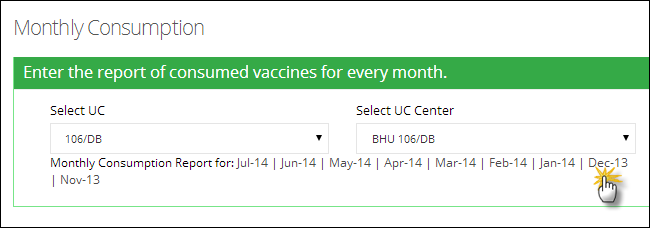 Monthly Consumption
Enter the report of consumed vaccines for every month.
Select UC
Select UC Center
106/DB
BHU 106/DB
Monthly Consumption Report for: Jul-14 | Jun-14 | May-14 | Apr-14 | Mar-14 | Feb-14 | Jan-14 | Dec-13
| Nov-13